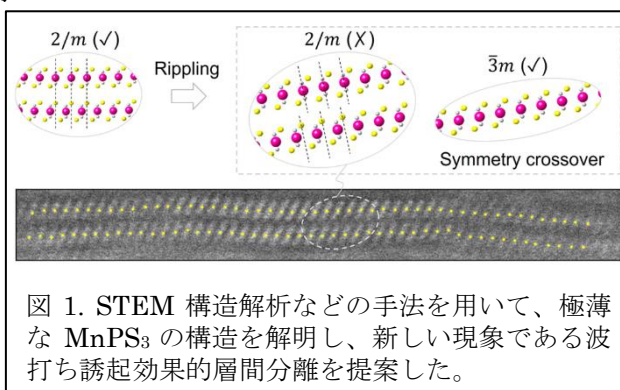 2/m (✓)
Rippling
2/m (X)
3̅m (✓)
Symmetry crossover
図 1. STEM 構造解析などの手法を用いて、極薄
な MnPS₃ の構造を解明し、新しい現象である波
打ち誘起効果的層間分離を提案した。